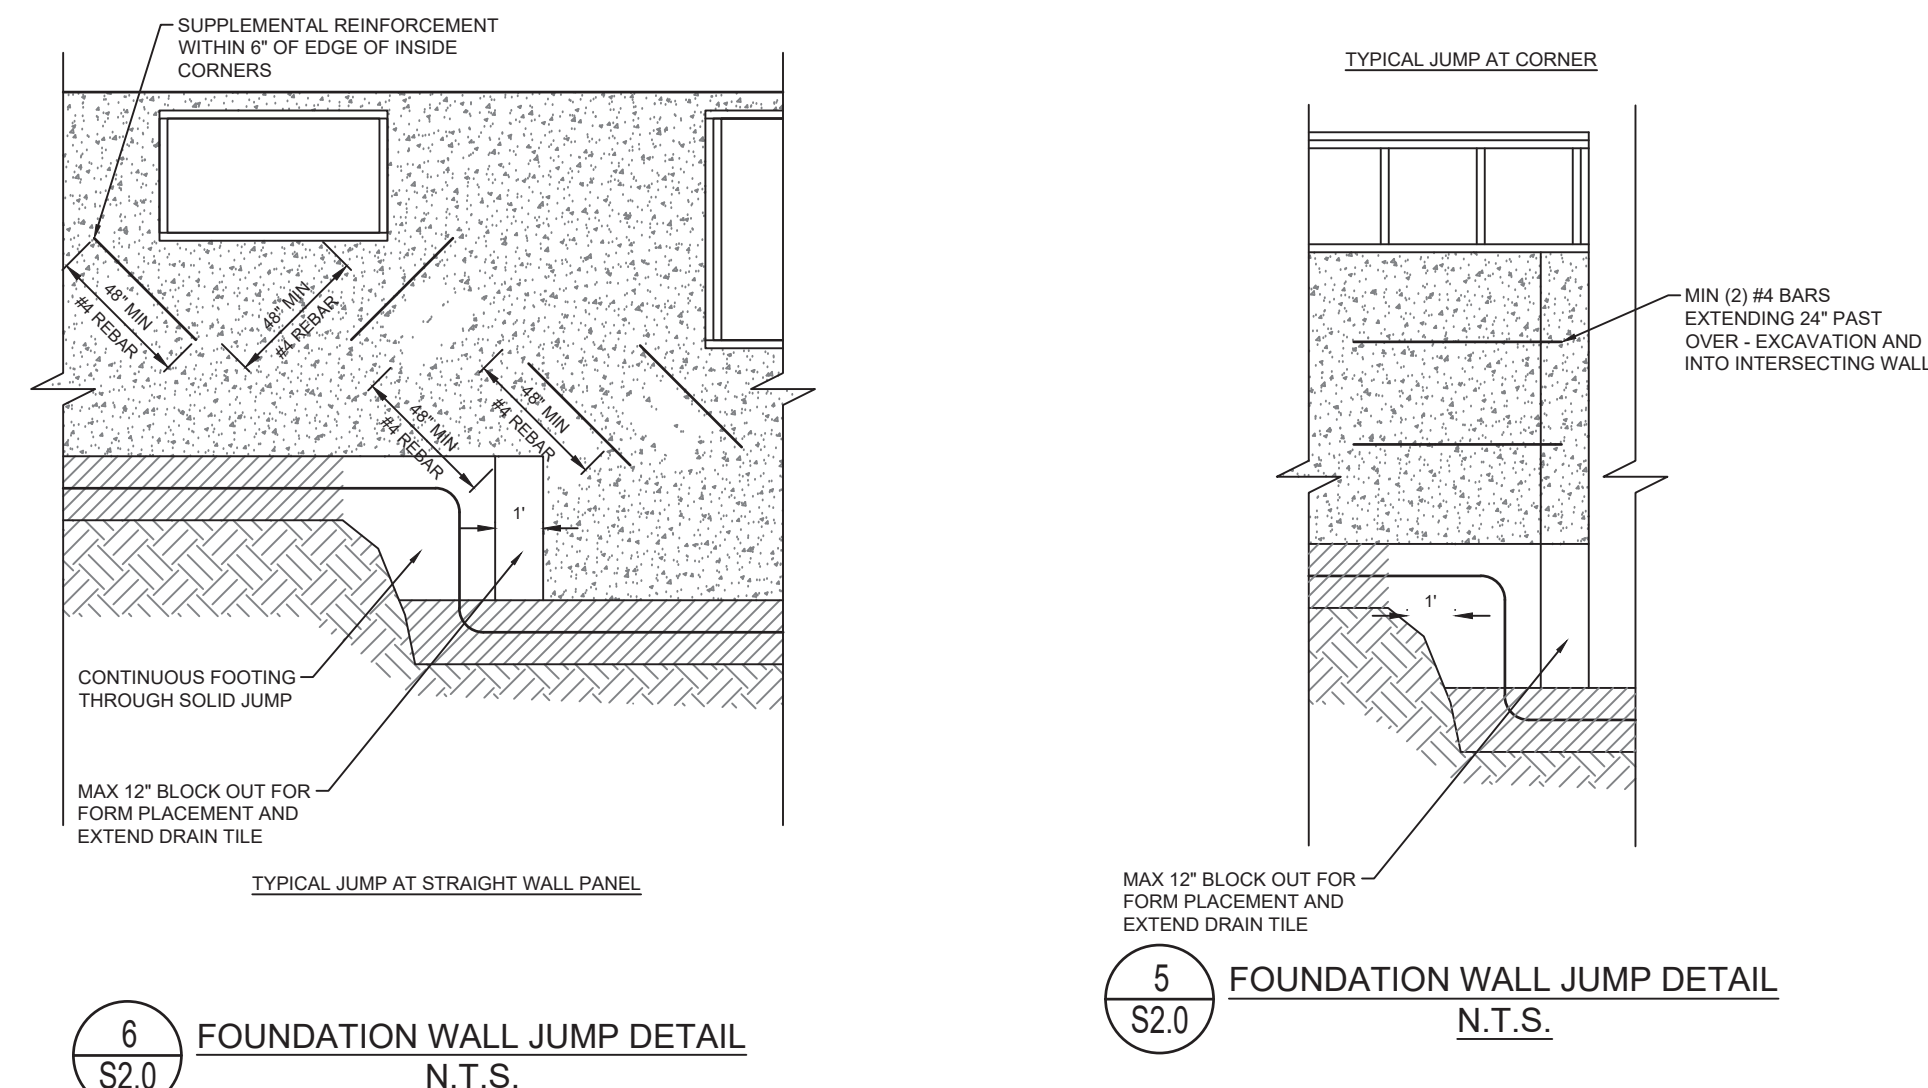 SUPPLEMENTAL REINFORCEMENT
WITHIN 6" OF EDGE OF INSIDE
CORNERS
48" MIN
#4 REBAR
48" MIN
#4 REBAR
48" MIN
#4 REBAR
48" MIN
#4 REBAR
1'
CONTINUOUS FOOTING
THROUGH SOLID JUMP
MAX 12" BLOCK OUT FOR
FORM PLACEMENT AND
EXTEND DRAIN TILE
TYPICAL JUMP AT STRAIGHT WALL PANEL
6
S2.0
FOUNDATION WALL JUMP DETAIL
N.T.S.
TYPICAL JUMP AT CORNER
MIN (2) #4 BARS
EXTENDING 24" PAST
OVER - EXCAVATION AND
INTO INTERSECTING WALL
1'
MAX 12" BLOCK OUT FOR
FORM PLACEMENT AND
EXTEND DRAIN TILE
5
S2.0
FOUNDATION WALL JUMP DETAIL
N.T.S.